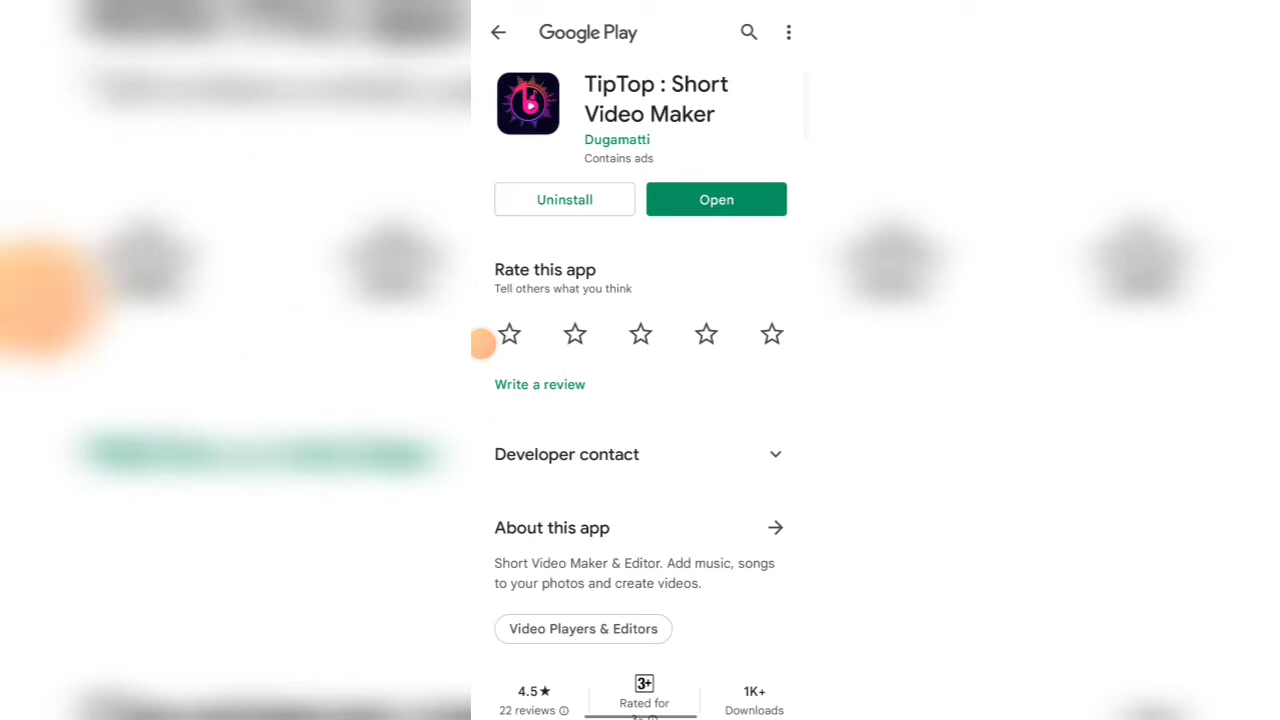 Google Play
TipTop : Short
Video Maker
Dugamatti
Contains ads
Uninstall
Open
Rate this app
Tell others what you think
Write a review
Developer contact
About this app
Short Video Maker & Editor. Add music, songs
to your photos and create videos.
Video Players & Editors
4.5★
22 reviews
3+
Rated for
1K+
Downloads